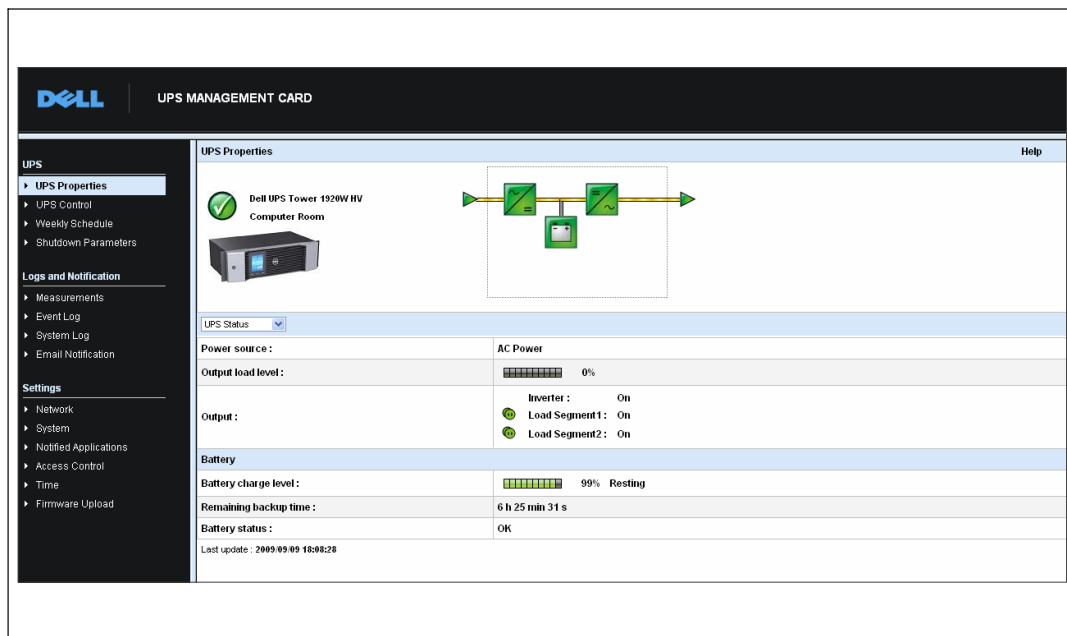 DELL
UPS MANAGEMENT CARD
UPS
UPS Properties
UPS Control
Weekly Schedule
Shutdown Parameters
Logs and Notification
Measurements
Event Log
System Log
Email Notification
Settings
Network
System
Notified Applications
Access Control
Time
Firmware Upload
UPS Properties Help
Dell UPS Tower 1920W HV
Computer Room
UPS Status
Power source : AC Power
Output load level : 0%
Output :
Inverter : On
Load Segment1 : On
Load Segment2 : On
Battery
Battery charge level : 99% Resting
Remaining backup time : 6 h 25 min 31 s
Battery status : OK
Last update : 2009/09/09 18:08:28